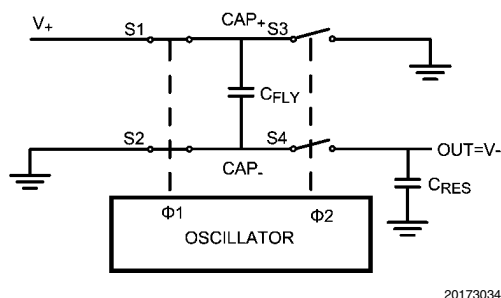 V+ S1 CAP+ S3
CFLY
S2 S4 OUT=V-
CAP-
CRES
Φ1 Φ2
OSCILLATOR
20173034